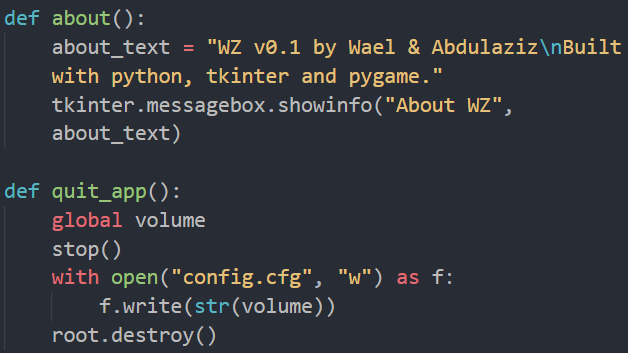 def about():
    about_text = "WZ v0.1 by Wael & Abdulaziz\nBuilt
    with python, tkinter and pygame."
    tkinter.messagebox.showinfo("About WZ",
    about_text)

def quit_app():
    global volume
    stop()
    with open("config.cfg", "w") as f:
        f.write(str(volume))
    root.destroy()